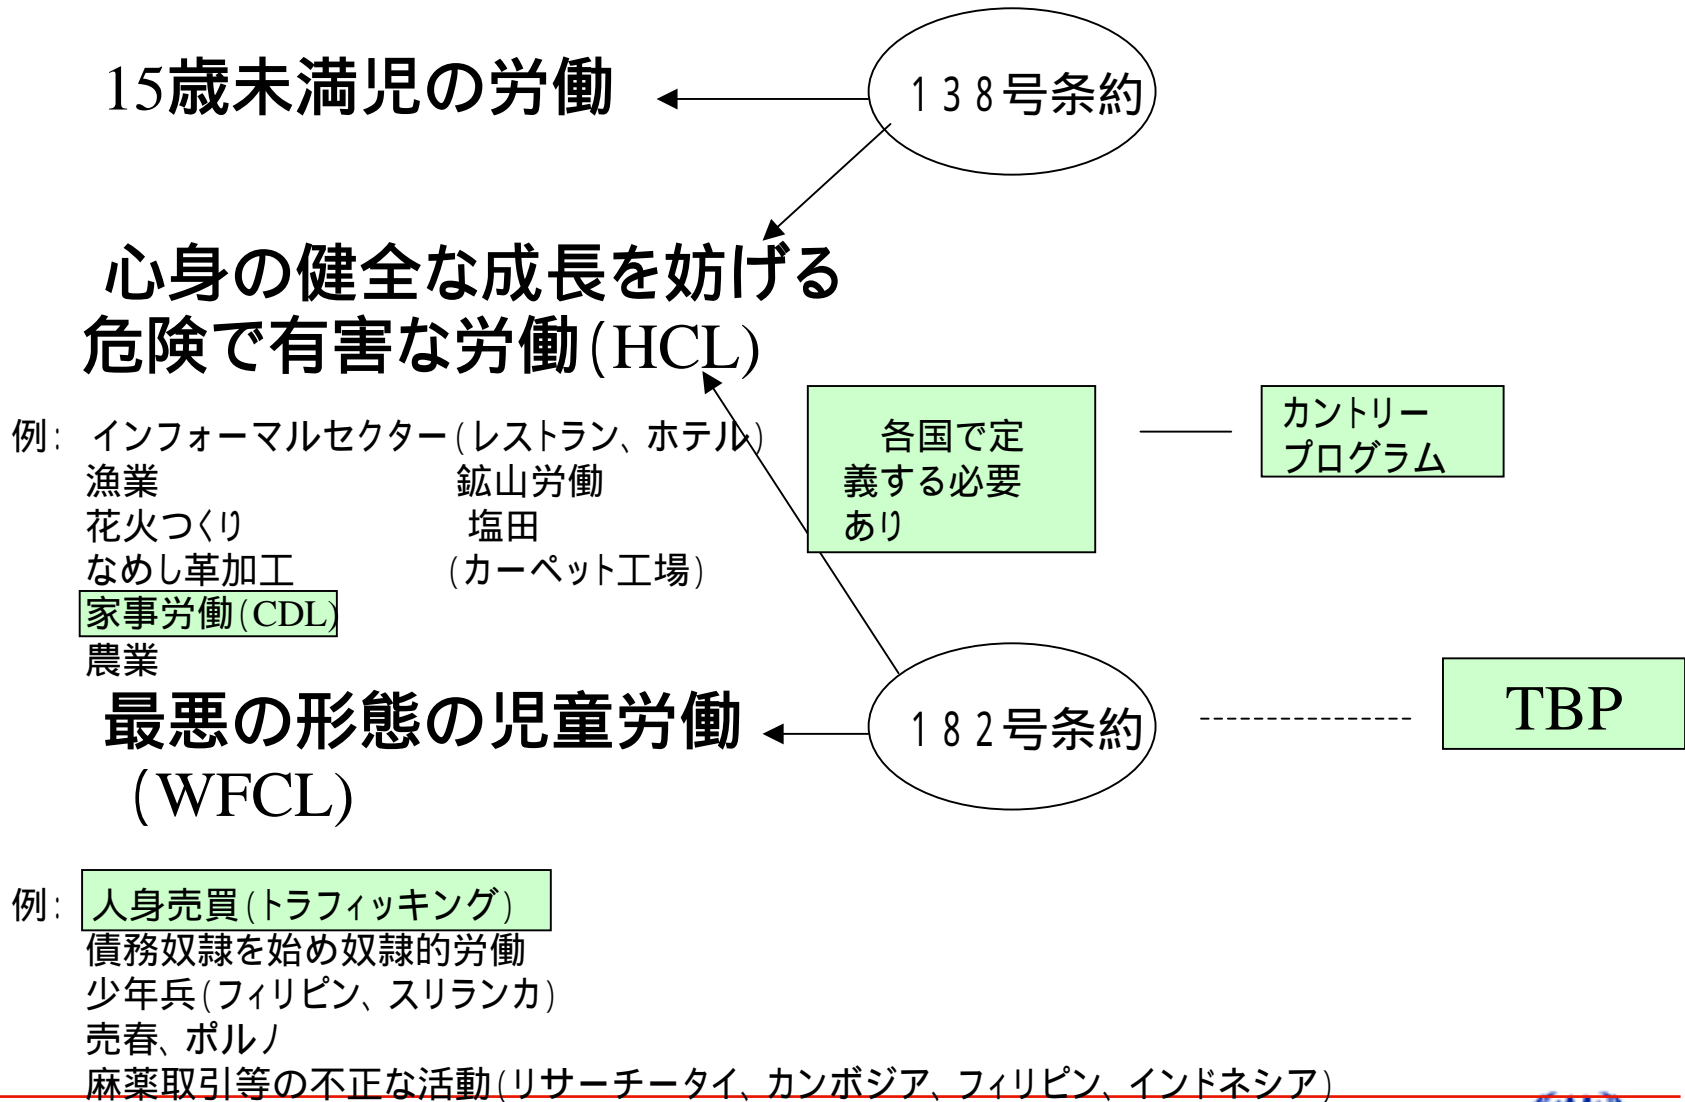 15歳未満児の労働
138号条約
心身の健全な成長を妨げる
危険で有害な労働(HCL)
例: インフォーマルセクター(レストラン、ホテル)
漁業 鉱山労働
花火つくり 塩田
なめし革加工 (カーペット工場)
家事労働(CDL)
農業
各国で定
義する必要
あり
カントリー
プログラム
最悪の形態の児童労働
(WFCL)
182号条約
TBP
例: 人身売買(トラフィッキング)
債務奴隷を始め奴隷的労働
少年兵(フィリピン、スリランカ)
売春、ポルノ
麻薬取引等の不正な活動(リサーチータイ、カンボジア、フィリピン、インドネシア)